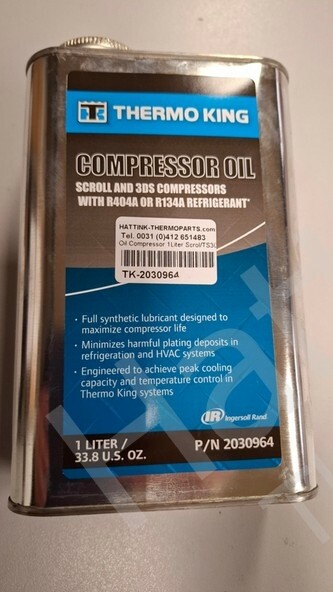 THERMO KING
COMPRESSOR OIL
SCROLL AND 3DS COMPRESSORS
WITH R404A OR R134A REFRIGERANT*
HATTINK-THERMOPARTS.com
Tel. 0031 (0)412 651483
Oil Compressor 1Liter Scrol/TS30
TK-2030964
• Full synthetic lubricant designed to
maximize compressor life
• Minimizes harmful plating deposits in
refrigeration and HVAC systems
• Engineered to achieve peak cooling
capacity and temperature control in
Thermo King systems
IR Ingersoll Rand
1 LITER /
33.8 U.S. OZ.
P/N 2030964